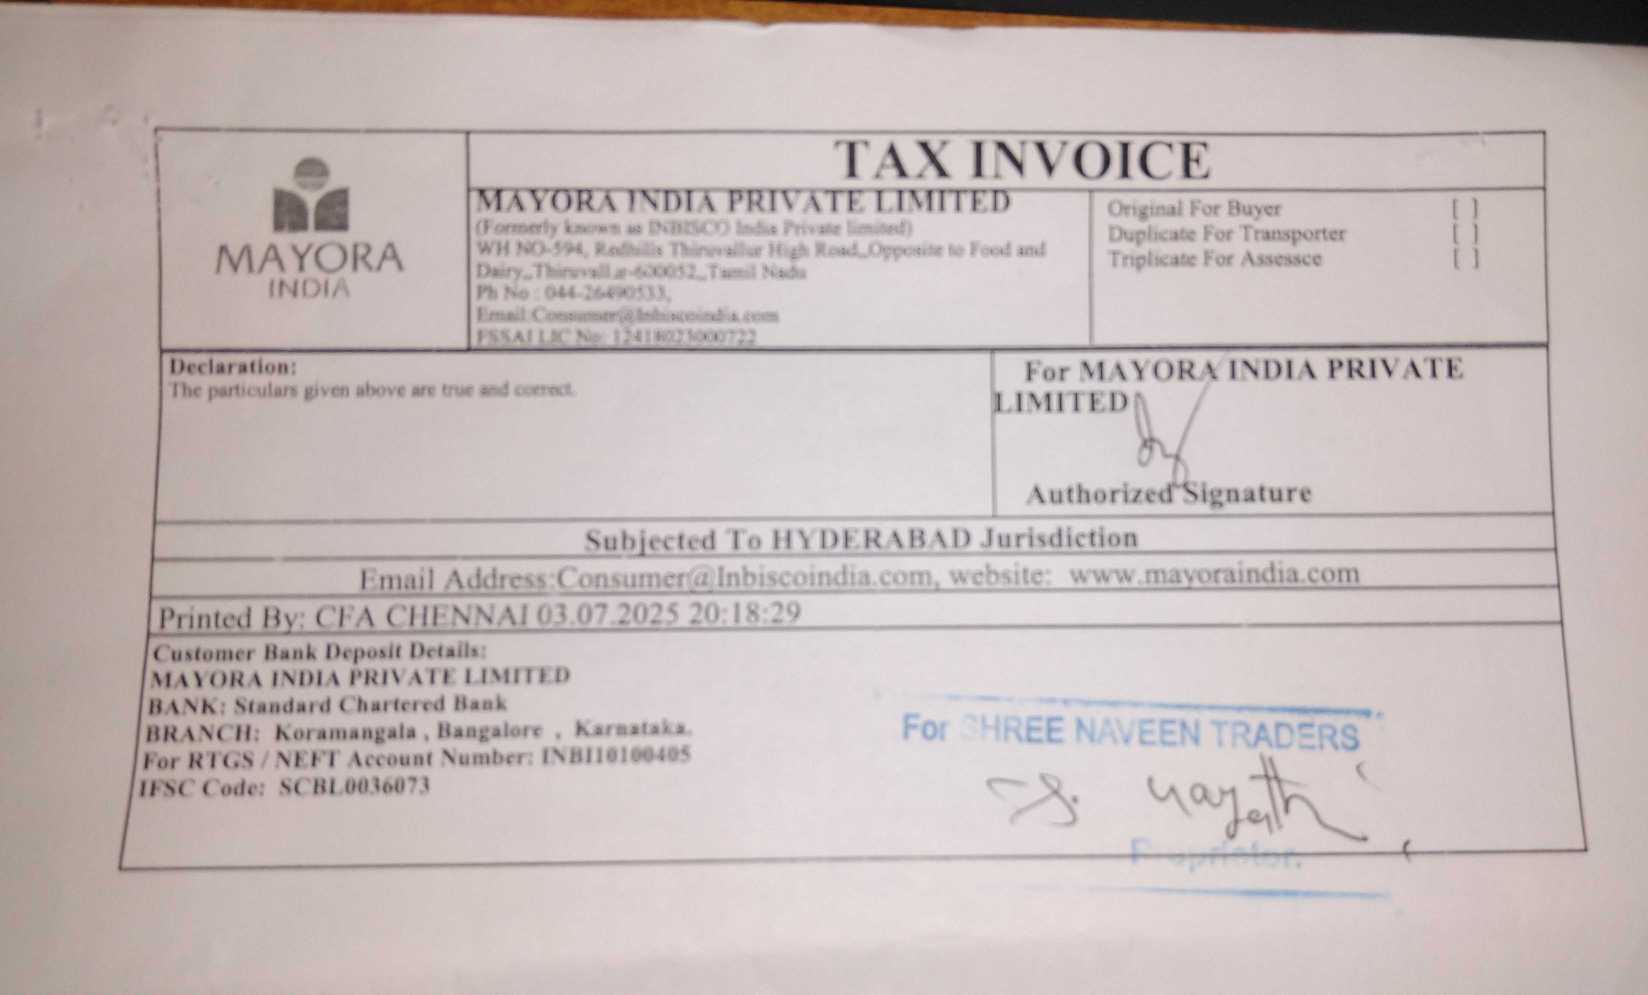 MAYORA
INDIA
TAX INVOICE
MAYORA INDIA PRIVATE LIMITED
(Formerly known as INBISCO India Private limited)
WH NO-594, Redhills Thiruvallur High Road,,Opposite to Food and
Dairy,,Thiruvall -600052,,Tamil Nadu
Ph No : 044-26490533,
Email:Consumer@Inbiscoindia.com
FSSAI LIC No: 12418023000722
Original For Buyer [ ]
Duplicate For Transporter [ ]
Triplicate For Assessce [ ]
Declaration:
The particulars given above are true and correct.
For MAYORA INDIA PRIVATE
LIMITED
Authorized Signature
Subjected To HYDERABAD Jurisdiction
Email Address:Consumer@Inbiscoindia.com, website: www.mayoraindia.com
Printed By: CFA CHENNAI 03.07.2025 20:18:29
Customer Bank Deposit Details:
MAYORA INDIA PRIVATE LIMITED
BANK: Standard Chartered Bank
BRANCH: Koramangala , Bangalore , Karnataka.
For RTGS / NEFT Account Number: INBI10100405
IFSC Code: SCBL0036073
For SHREE NAVEEN TRADERS
Proprietor.